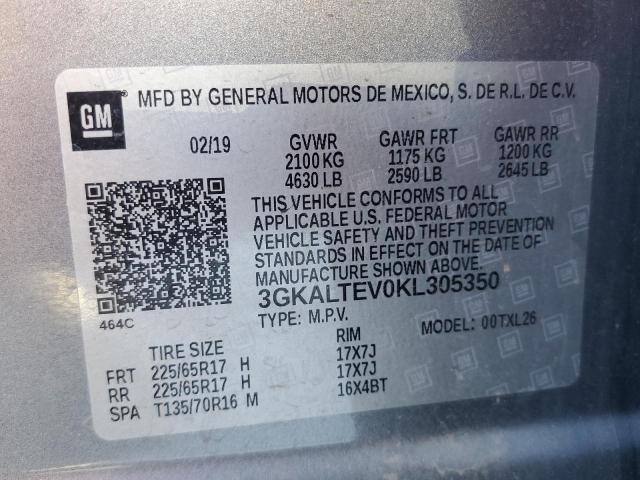 GM
MFD BY GENERAL MOTORS DE MEXICO, S. DE R.L. DE C.V.
02/19
GVWR GAWR FRT GAWR RR
2100 KG 1175 KG 1200 KG
4630 LB 2590 LB 2645 LB
THIS VEHICLE CONFORMS TO ALL
APPLICABLE U.S. FEDERAL MOTOR
VEHICLE SAFETY AND THEFT PREVENTION
STANDARDS IN EFFECT ON THE DATE OF
MANUFACTURE SHOWN ABOVE.
3GKALTEV0KL305350
464C
TYPE: M.P.V. MODEL: 00TXL26
TIRE SIZE RIM
FRT 225/65R17 H 17X7J
RR 225/65R17 H 17X7J
SPA T135/70R16 M 16X4BT